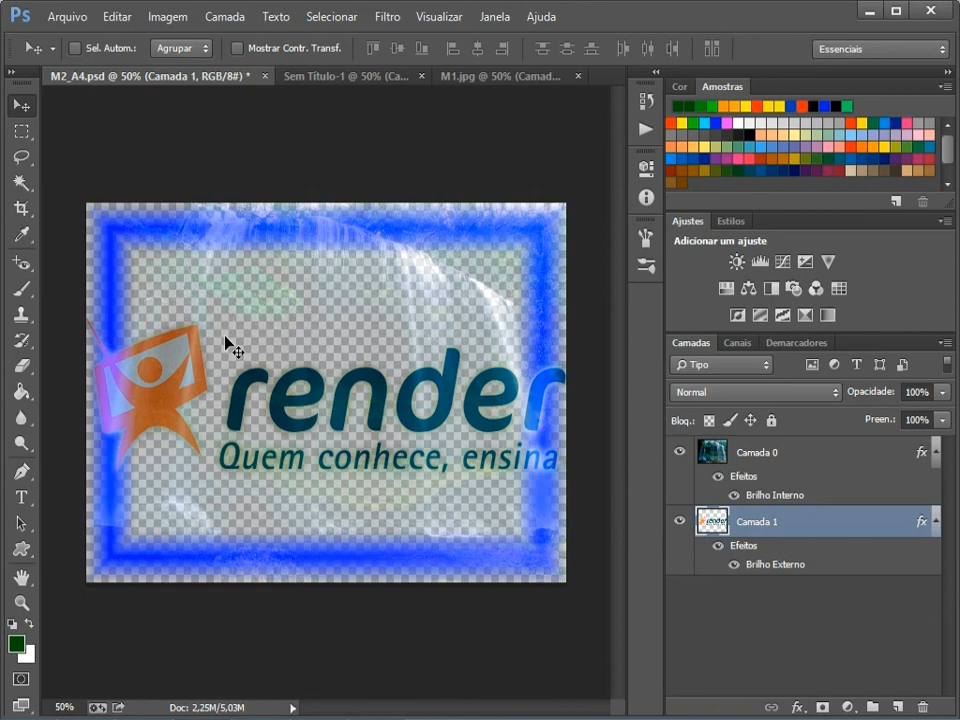 Ps Arquivo Editar Imagem Camada Texto Selecionar Filtro Visualizar Janela Ajuda
Sel. Autom.: Agrupar Mostrar Contr. Transf. Essenciais
M2_A4.psd @ 50% (Camada 1, RGB/8#) * × Sem Título-1 @ 50% (Ca... × M1.jpg @ 50% (Camad... ×
Cor Amostras
Ajustes Estilos
Adicionar um ajuste
Camadas Canais Demarcadores
Tipo
Normal Opacidade: 100%
Bloq.: Preen.: 100%
Camada 0 fx
Efeitos
Brilho Interno
Camada 1 fx
Efeitos
Brilho Externo
render
Quem conhece, ensina
50% Doc: 2,25M/5,03M